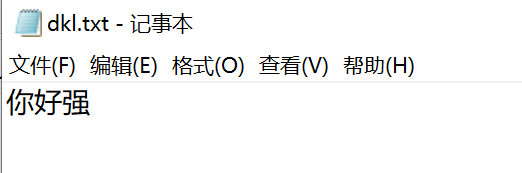 dkl.txt - 记事本
文件(F) 编辑(E) 格式(O) 查看(V) 帮助(H)
你好强